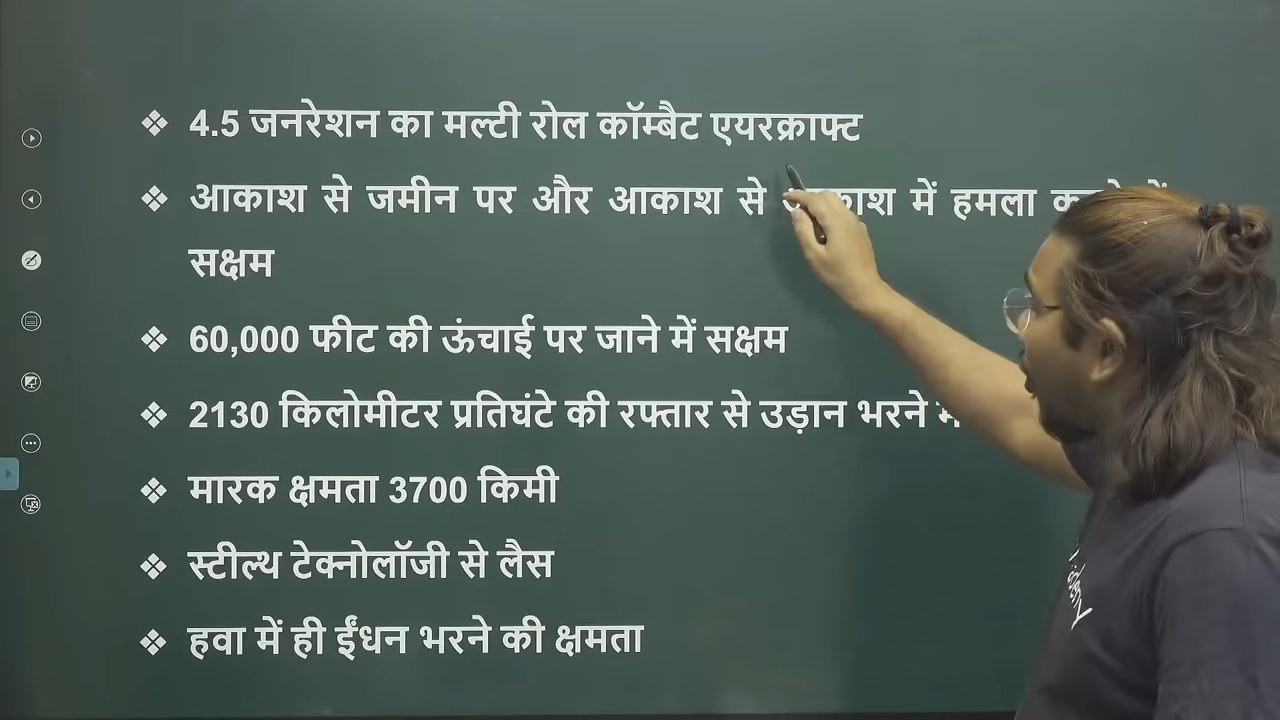 ❖ 4.5 जनरेशन का मल्टी रोल कॉम्बैट एयरक्राफ्ट
❖ आकाश से जमीन पर और आकाश से में हमला
सक्षम
❖ 60,000 फीट की ऊंचाई पर जाने में सक्षम
❖ 2130 किलोमीटर प्रतिघंटे की रफ्तार से उड़ान भरने
❖ मारक क्षमता 3700 किमी
❖ स्टील्थ टेक्नोलॉजी से लैस
❖ हवा में ही ईंधन भरने की क्षमता